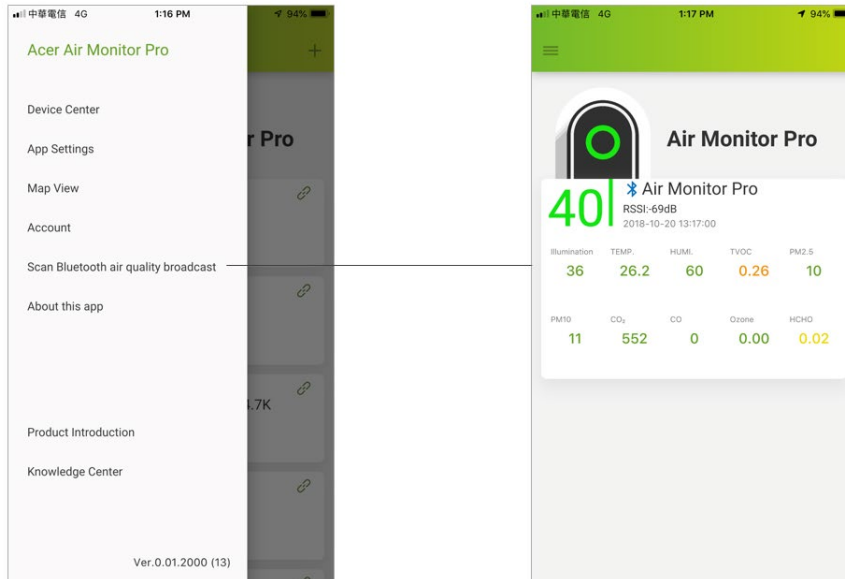 中華電信 4G 1:16 PM 94%
Acer Air Monitor Pro
Device Center
App Settings
r Pro
Map View
Account
Scan Bluetooth air quality broadcast
About this app
4.7K
Product Introduction
Knowledge Center
Ver.0.01.2000 (13)
中華電信 4G 1:17 PM 94%
Air Monitor Pro
40 Air Monitor Pro
RSSI:-69dB
2018-10-20 13:17:00
Illumination TEMP. HUMI. TVOC PM2.5
36 26.2 60 0.26 10
PM10 CO₂ CO Ozone HCHO
11 552 0 0.00 0.02